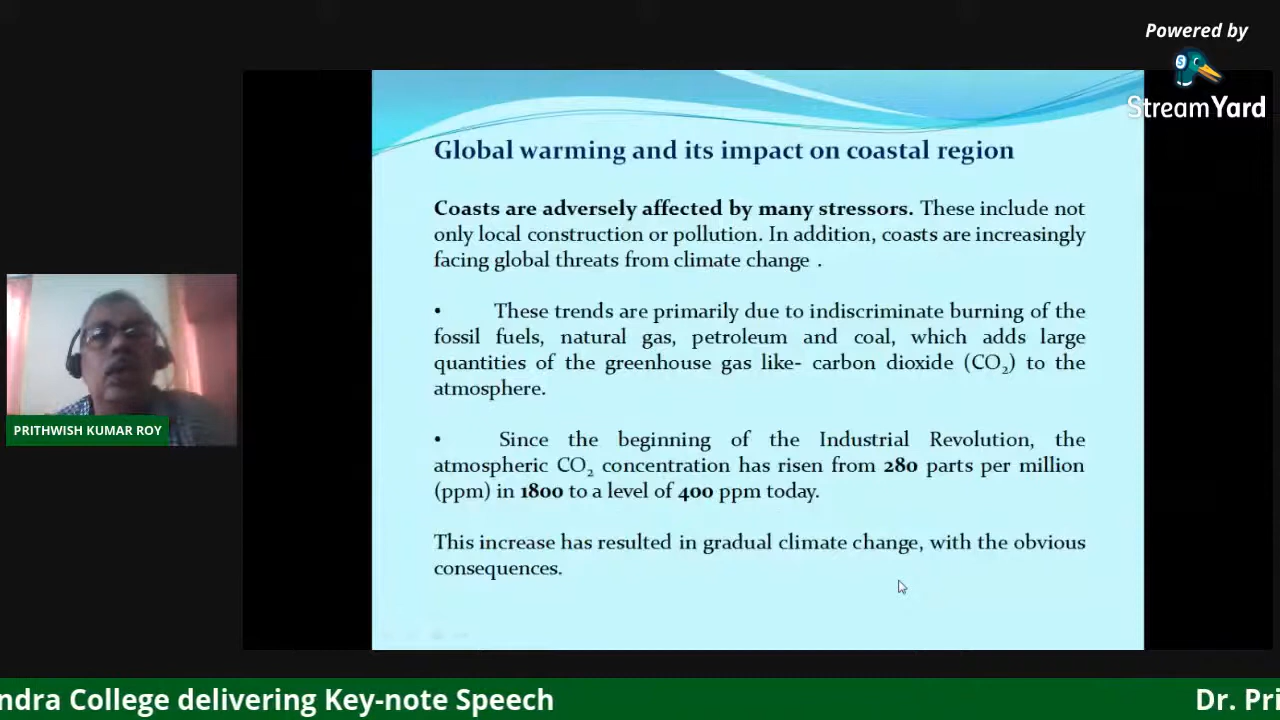 Powered by
StreamYard
Global warming and its impact on coastal region
Coasts are adversely affected by many stressors. These include not
only local construction or pollution. In addition, coasts are increasingly
facing global threats from climate change .
• These trends are primarily due to indiscriminate burning of the
fossil fuels, natural gas, petroleum and coal, which adds large
quantities of the greenhouse gas like- carbon dioxide (CO₂) to the
atmosphere.
• Since the beginning of the Industrial Revolution, the
atmospheric CO₂ concentration has risen from 280 parts per million
(ppm) in 1800 to a level of 400 ppm today.
This increase has resulted in gradual climate change, with the obvious
consequences.
PRITHWISH KUMAR ROY
ndra College delivering Key-note Speech Dr. Pri